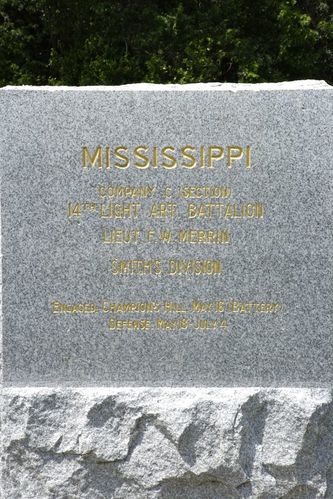 MISSISSIPPI
COMPANY C (SECTION)
14TH LIGHT ART. BATTALION
LIEUT. F. W. MERRIN
SMITH'S DIVISION
ENGAGED: CHAMPION'S HILL, MAY 16 (BATTERY)
DEFENSE, MAY 18 - JULY 4